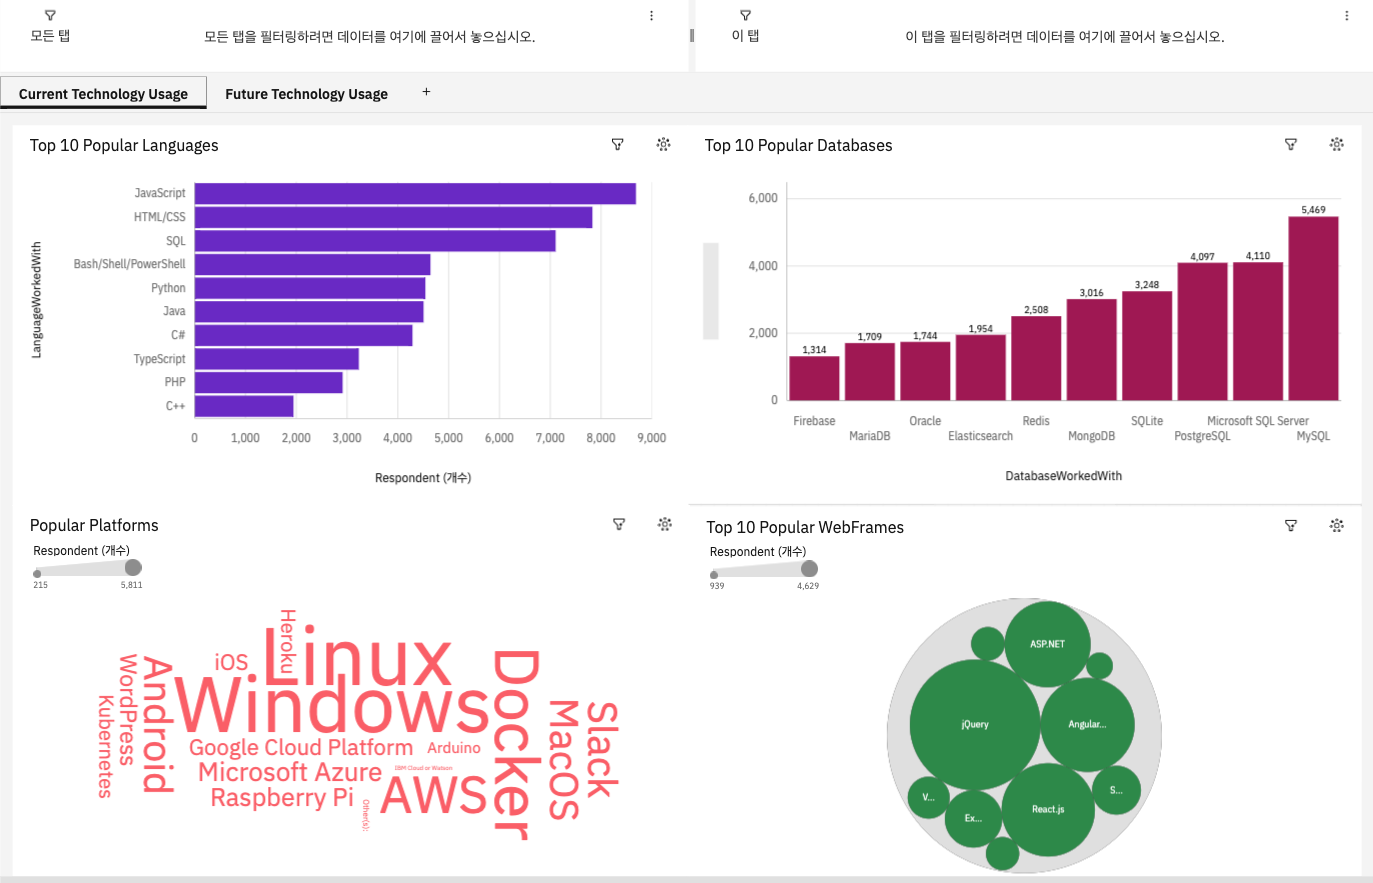 모든 탭
모든 탭을 필터링하려면 데이터를 여기에 끌어서 놓으십시오.
이 탭
이 탭을 필터링하려면 데이터를 여기에 끌어서 놓으십시오.
Current Technology Usage
Future Technology Usage
+
Top 10 Popular Languages
LanguageWorkedWith
JavaScript
HTML/CSS
SQL
Bash/Shell/PowerShell
Python
Java
C#
TypeScript
PHP
C++
0 1,000 2,000 3,000 4,000 5,000 6,000 7,000 8,000 9,000
Respondent (개수)
Top 10 Popular Databases
6,000
4,000
2,000
0
1,314
1,709
1,744
1,954
2,508
3,016
3,248
4,097
4,110
5,469
Firebase
MariaDB
Oracle
Elasticsearch
Redis
MongoDB
SQLite
PostgreSQL
Microsoft SQL Server
MySQL
DatabaseWorkedWith
Popular Platforms
Respondent (개수)
215 5,811
Heroku
Linux
iOS
Windows
Android
WordPress
Kubernetes
Google Cloud Platform
Arduino
Microsoft Azure
IBM Cloud or Watson
Raspberry Pi
Other(s):
AWS
Docker
MacOS
Slack
Top 10 Popular WebFrames
Respondent (개수)
939 4,629
ASP.NET
jQuery
Angular...
V...
Ex...
React.js
S...